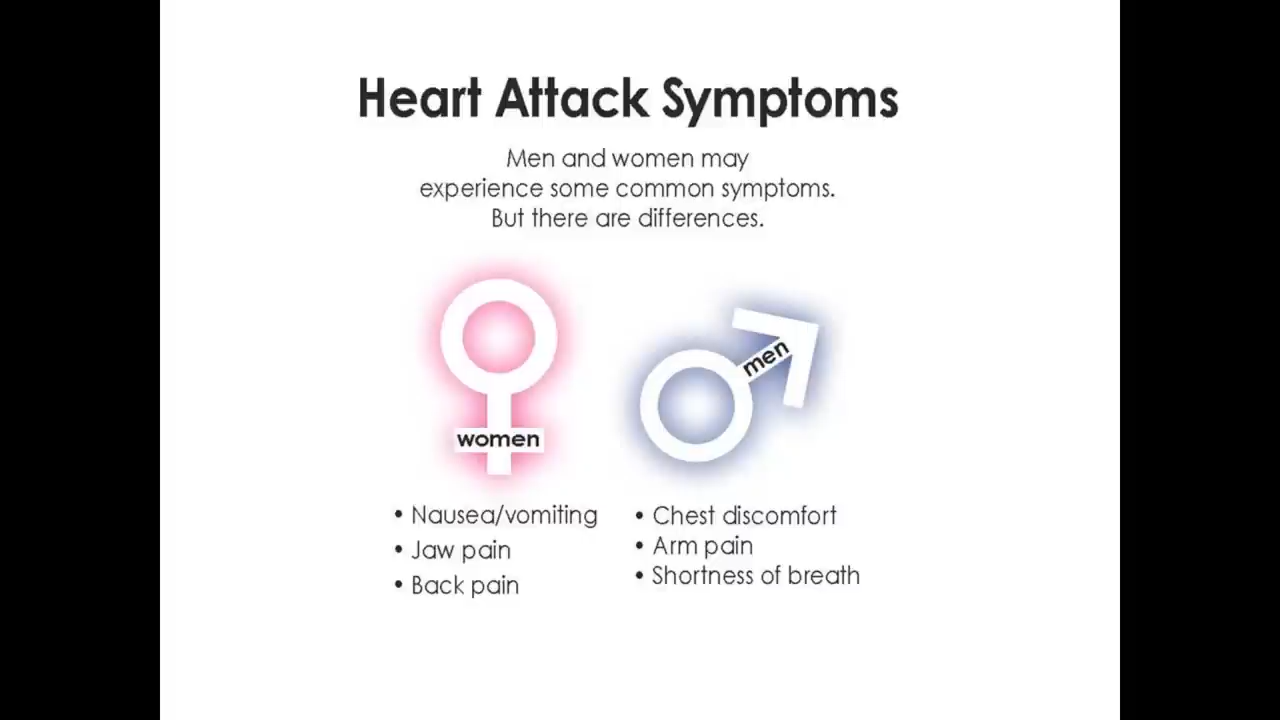 Heart Attack Symptoms
Men and women may
experience some common symptoms.
But there are differences.
women
men
• Nausea/vomiting
• Jaw pain
• Back pain
• Chest discomfort
• Arm pain
• Shortness of breath